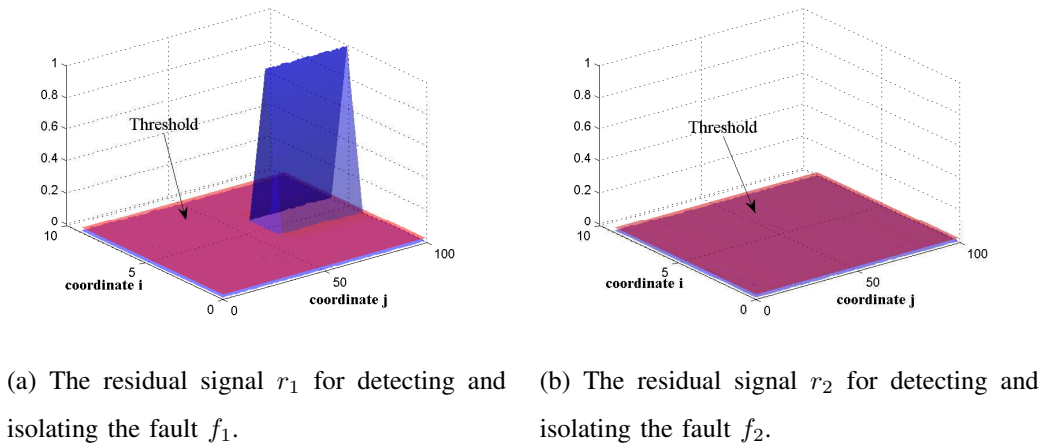 1
0.8
0.6
0.4
0.2
0
10
5
0
0
50
100
Threshold
coordinate i
coordinate j
1
0.8
0.6
0.4
0.2
0
10
5
0
0
50
100
Threshold
coordinate i
coordinate j
(a) The residual signal r₁ for detecting and
isolating the fault f₁.
(b) The residual signal r₂ for detecting and
isolating the fault f₂.